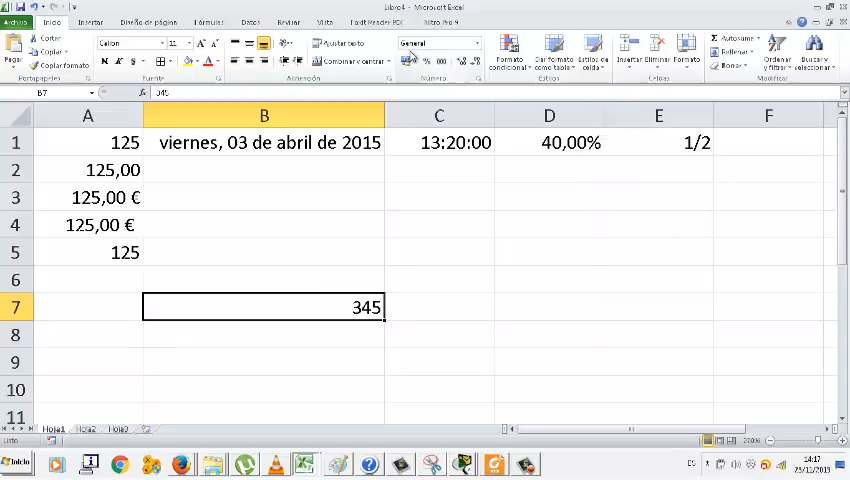 Libro4 - Microsoft Excel
Archivo Inicio Insertar Diseño de página Fórmulas Datos Revisar Vista Foxit Reader PDF Nitro Pro 9
Pegar
Cortar
Copiar
Copiar formato
Portapapeles
Calibri 11
N K S
Fuente
Ajustar texto
Combinar y centrar
Alineación
General
% 000
Número
Formato condicional
Dar formato como tabla
Estilos de celda
Estilos
Insertar Eliminar Formato
Celdas
Autosuma
Rellenar
Borrar
Ordenar y filtrar
Buscar y seleccionar
Modificar
B7 fx 345
A B C D E F
1 125 viernes, 03 de abril de 2015 13:20:00 40,00% 1/2
2 125,00
3 125,00 €
4 125,00 €
5 125
6
7 345
8
9
10
11
Hoja1 Hoja2 Hoja3
Listo 220%
Inicio ES 14:17